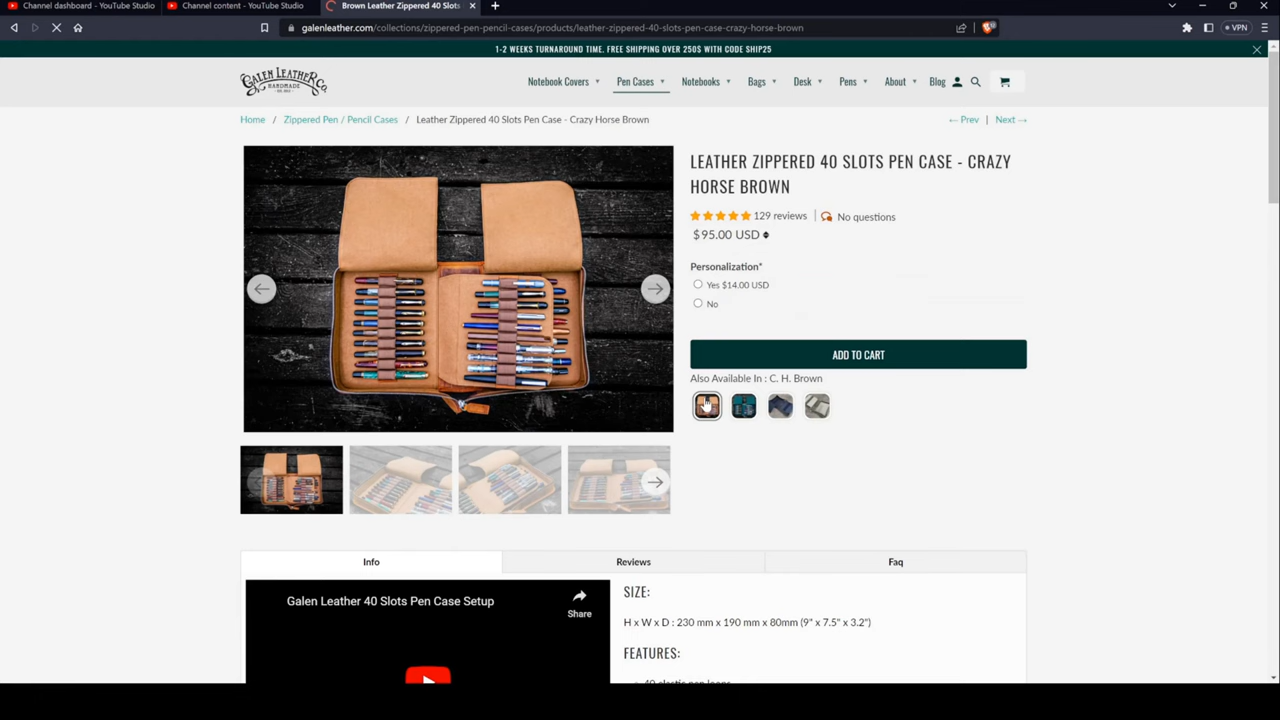 Channel dashboard - YouTube Studio
Channel content - YouTube Studio
Brown Leather Zippered 40 Slots
galenleather.com/collections/zippered-pen-pencil-cases/products/leather-zippered-40-slots-pen-case-crazy-horse-brown
VPN
1-2 WEEKS TURNAROUND TIME. FREE SHIPPING OVER 250$ WITH CODE SHIP25
GALEN LEATHER Co.
HANDMADE
Notebook Covers
Pen Cases
Notebooks
Bags
Desk
Pens
About
Blog
Home / Zippered Pen / Pencil Cases / Leather Zippered 40 Slots Pen Case - Crazy Horse Brown
← Prev | Next →
LEATHER ZIPPERED 40 SLOTS PEN CASE - CRAZY
HORSE BROWN
129 reviews
No questions
$95.00 USD
Personalization*
Yes $14.00 USD
No
ADD TO CART
Also Available In : C. H. Brown
Info
Reviews
Faq
Galen Leather 40 Slots Pen Case Setup
Share
SIZE:
H x W x D : 230 mm x 190 mm x 80mm (9" x 7.5" x 3.2")
FEATURES:
40 elastic pen loops